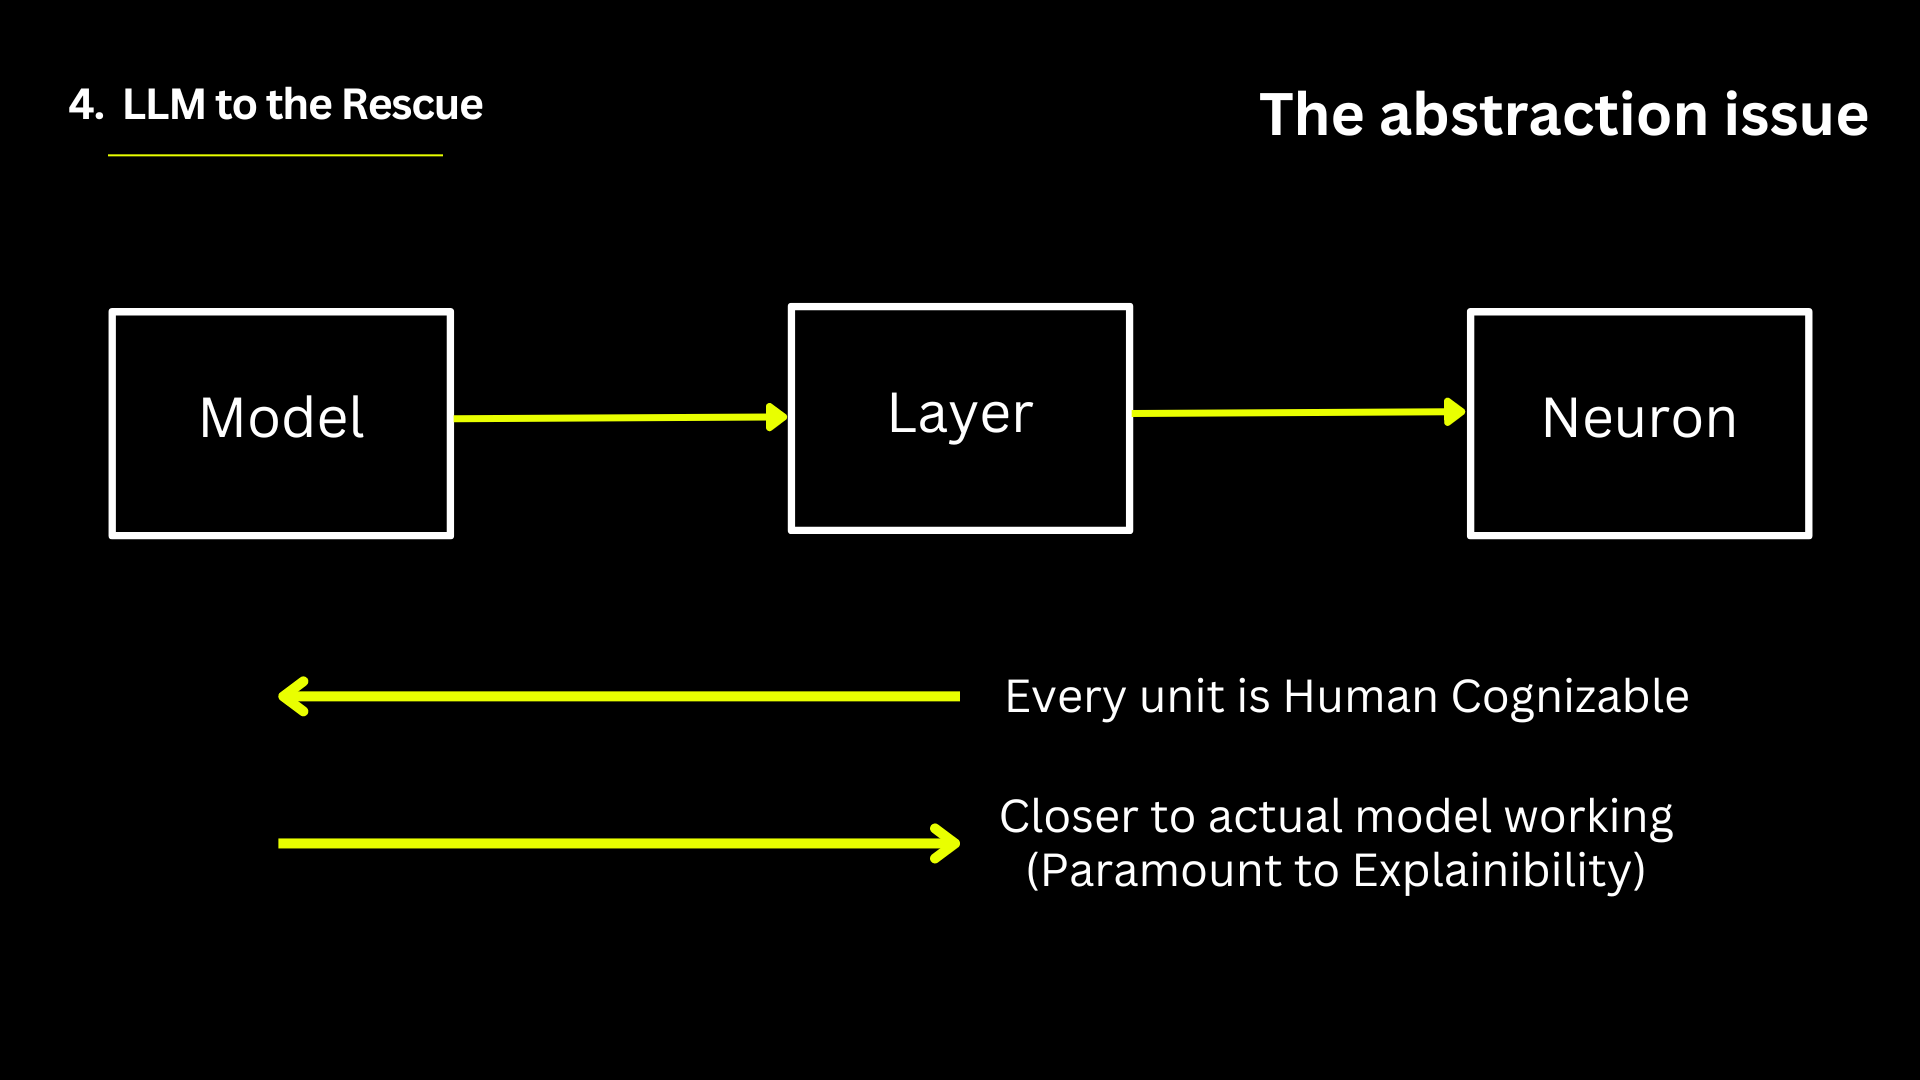 4. LLM to the Rescue
The abstraction issue
Model
Layer
Neuron
Every unit is Human Cognizable
Closer to actual model working
(Paramount to Explainibility)